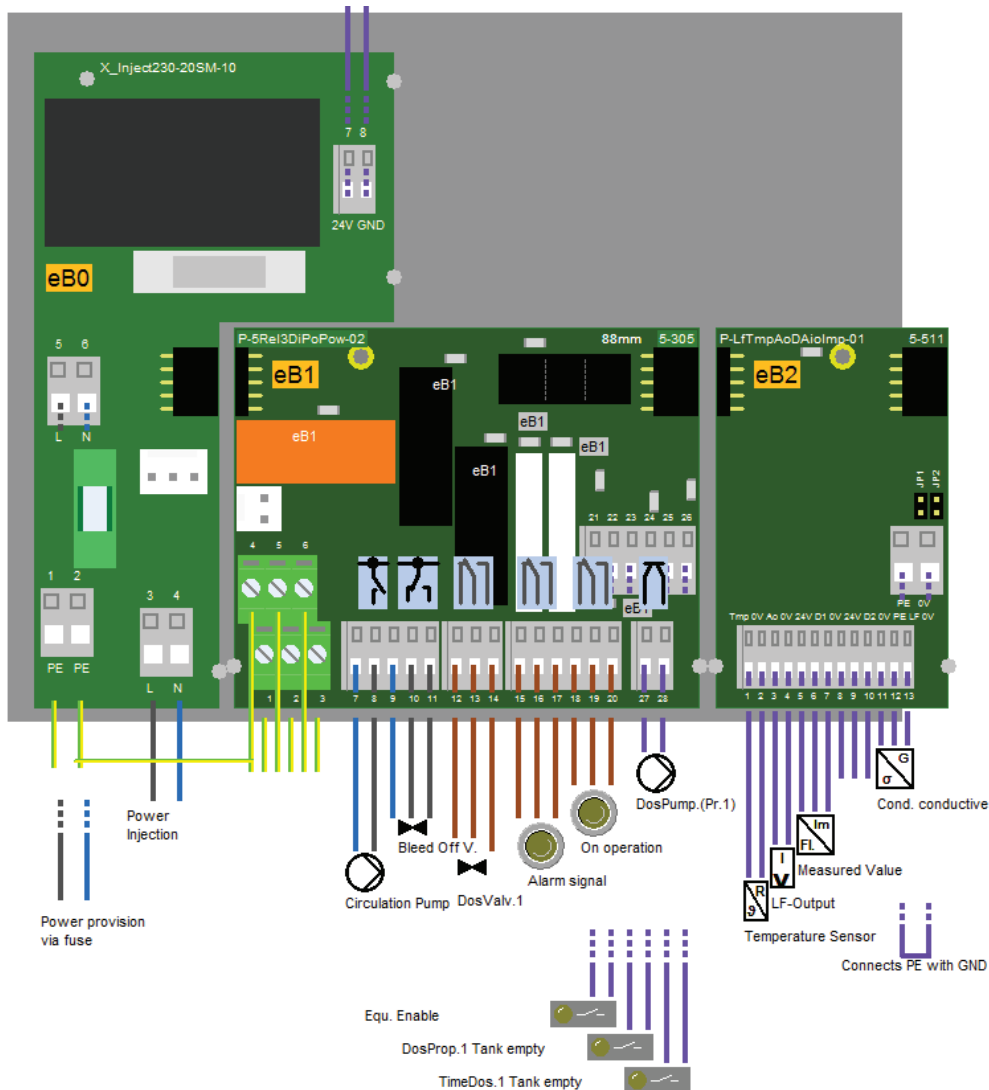 X_Inject230-20SM-10
7 8
24V GND
eB0
5 6
L N
1 2
PE PE
3 4
L N
P-5Rel3DiPoPow-02
88mm
5-305
eB1
eB1
eB1
eB1
eB1
eB1
21 22 23 24 25 26
eB1
4 5 6
1 2 3
7 8 9 10 11
12 13 14
15 16 17 18 19 20
27 28
P-LfTmpAoDAioImp-01
5-511
eB2
JP1
JP2
PE 0V
Tmp 0V Ao 0V 24V D1 0V 24V D2 0V PE LF 0V
1 2 3 4 5 6 7 8 9 10 11 12 13
Power
Injection
Power provision
via fuse
Circulation Pump
Bleed Off V.
DosValv.1
Alarm signal
On operation
DosPump.(Pr.1)
G
σ
Cond. conductive
Im
Fl.
Measured Value
I
V
LF-Output
R
ϑ
Temperature Sensor
Connects PE with GND
Equ. Enable
DosProp.1 Tank empty
TimeDos.1 Tank empty